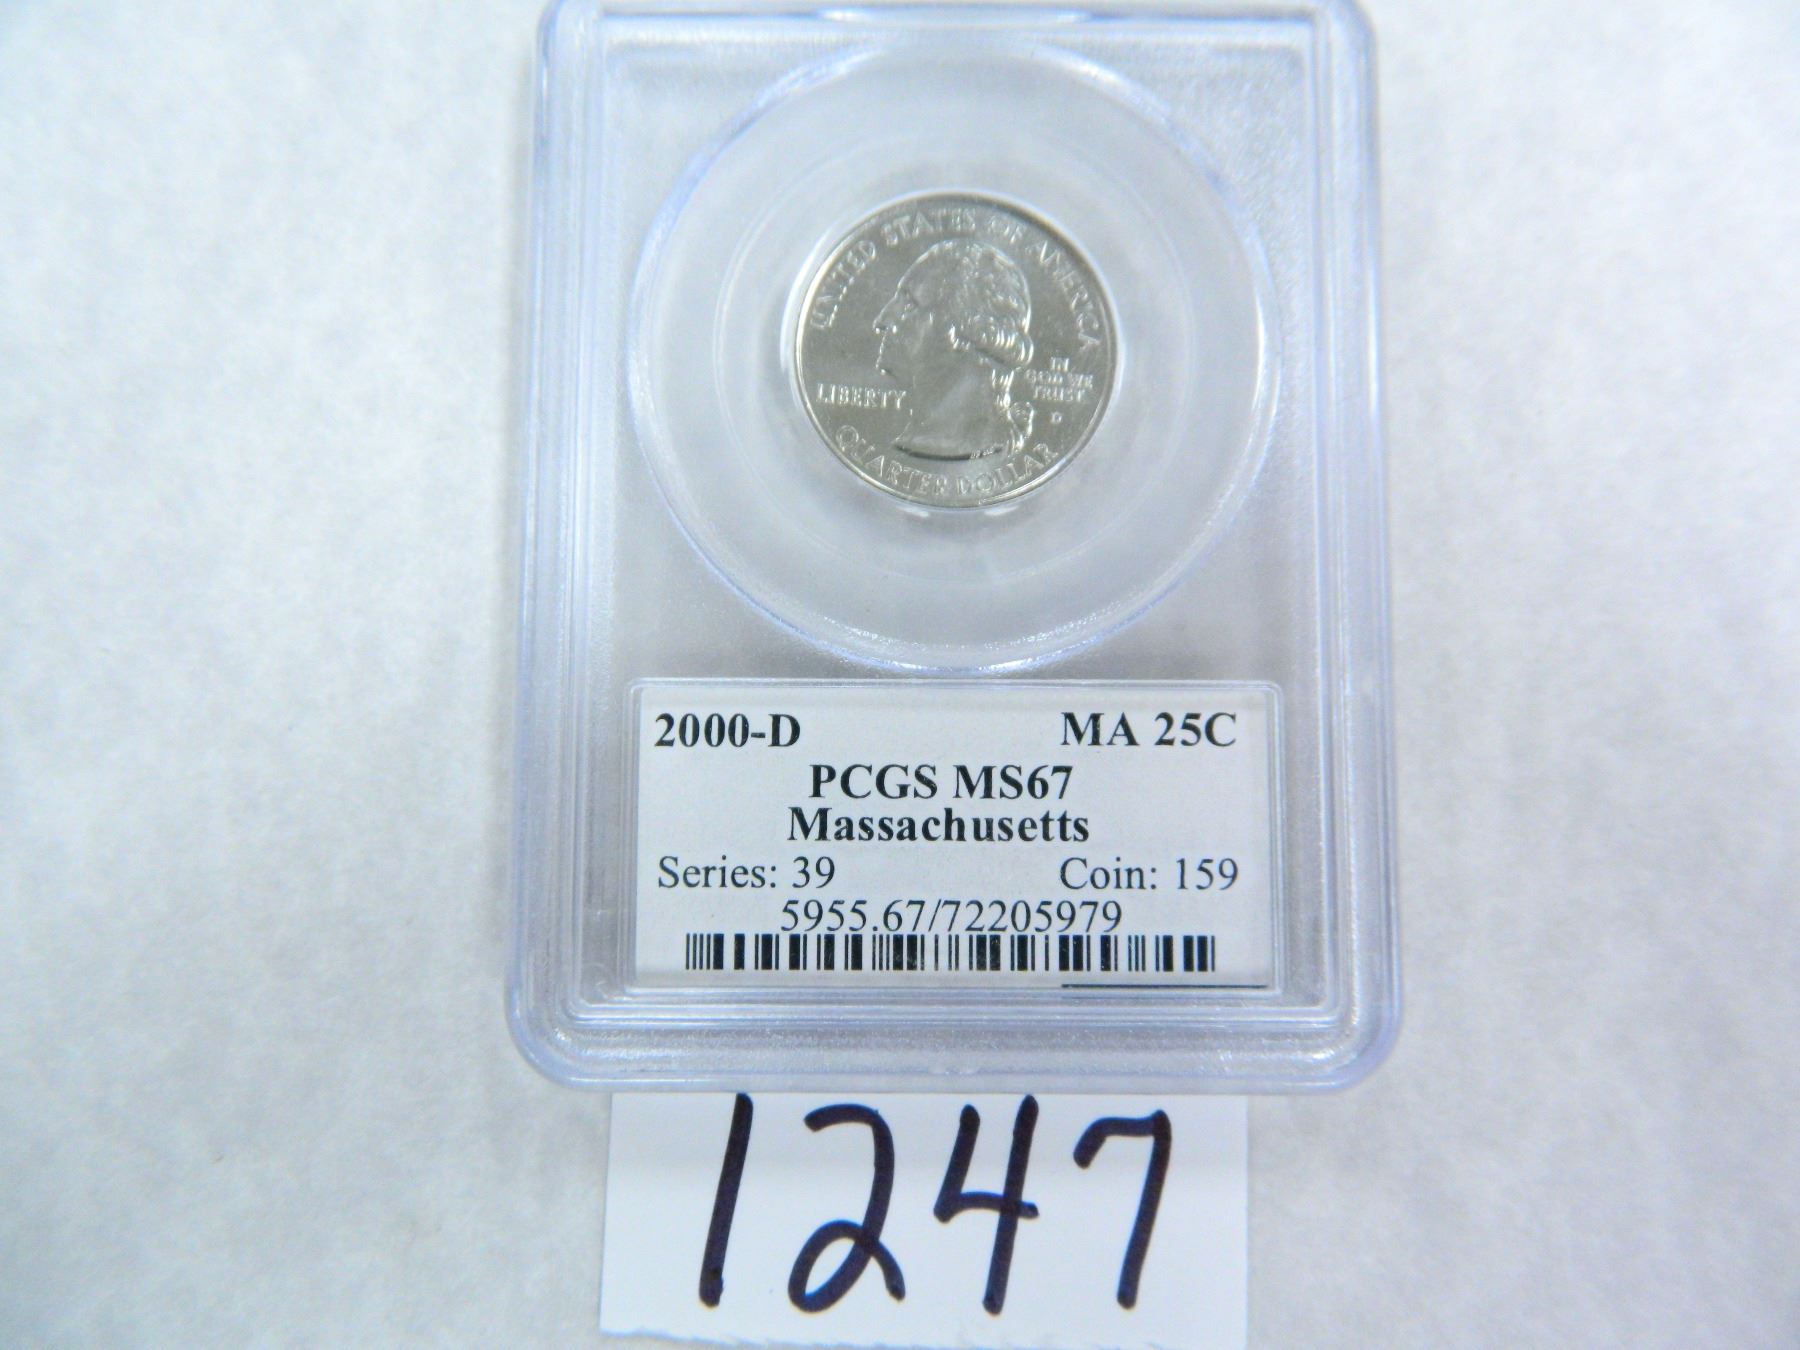 UNITED STATES OF AMERICA
LIBERTY
IN
GOD WE
TRUST
D
QUARTER DOLLAR
2000-D MA 25C
PCGS MS67
Massachusetts
Series: 39 Coin: 159
5955.67/72205979
1247